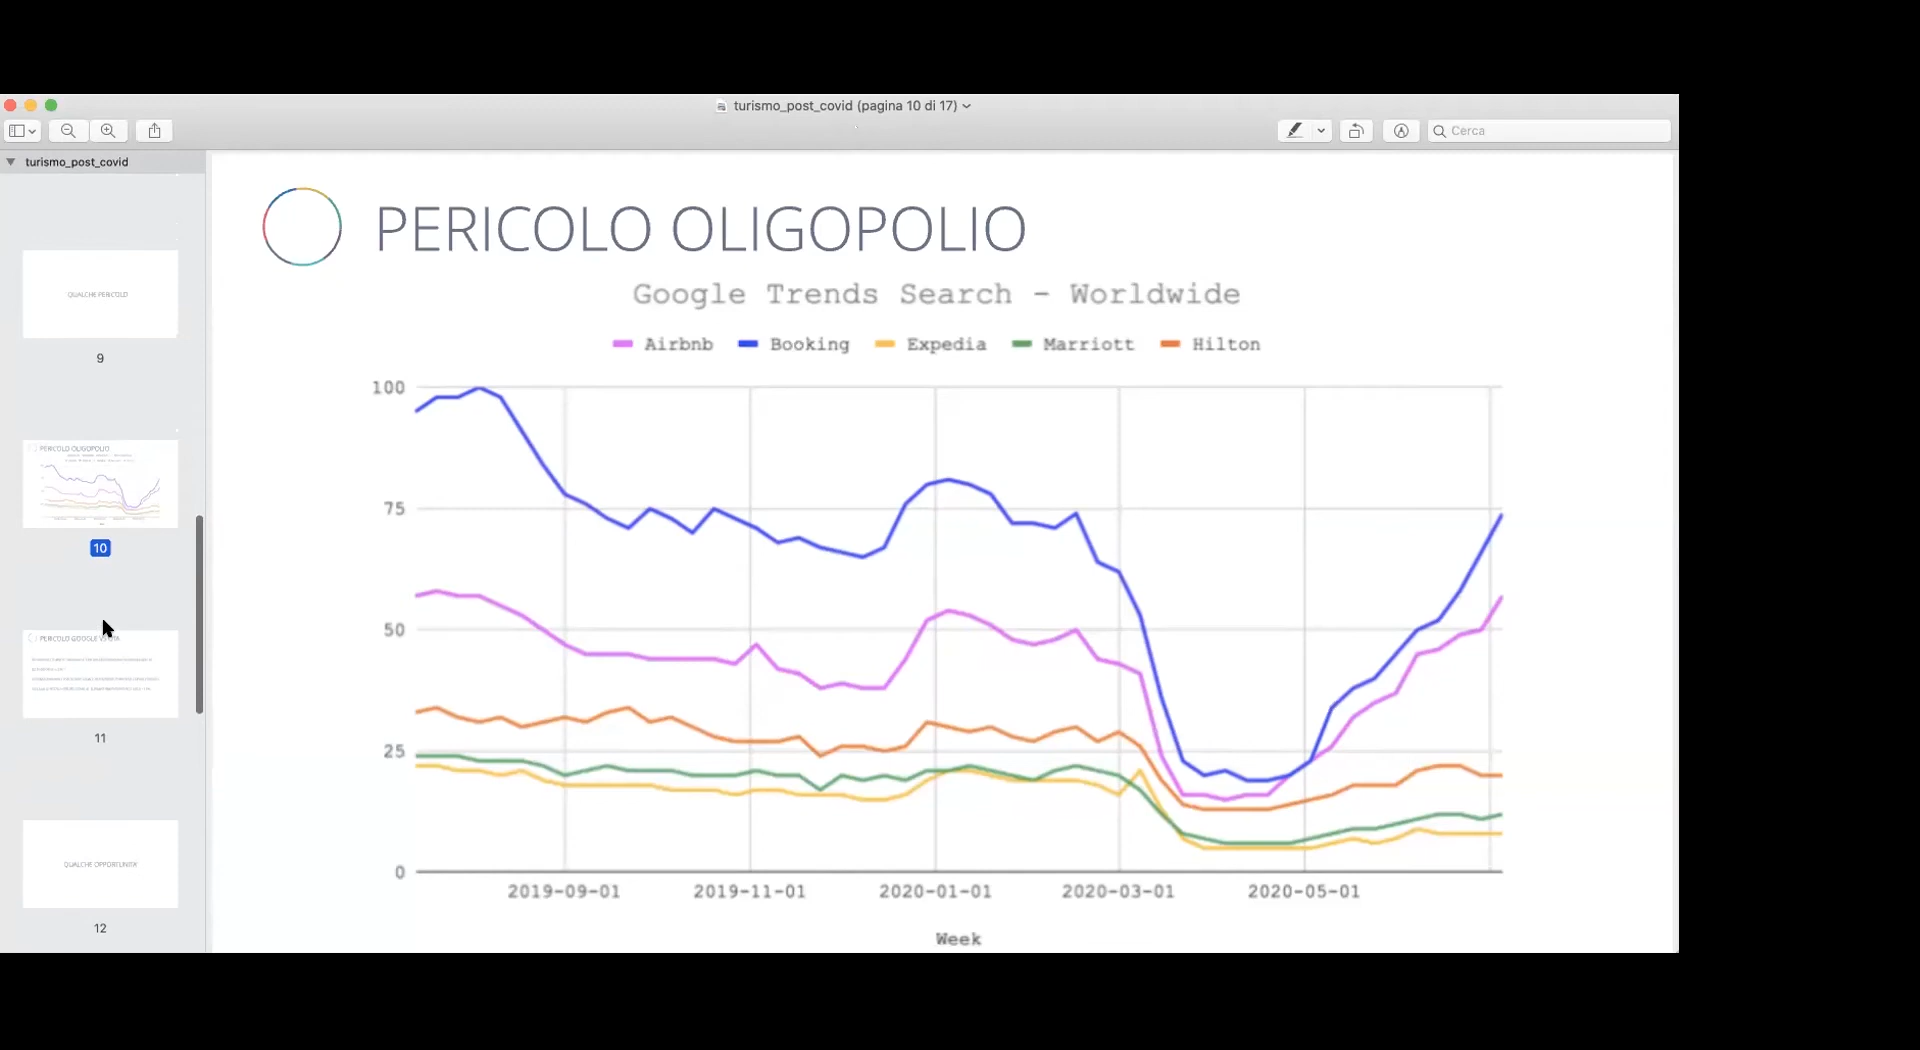 turismo_post_covid (pagina 10 di 17)
Cerca
turismo_post_covid
QUALCHE PERICOLO
9
PERICOLO OLIGOPOLIO
10
PERICOLO GOOGLE
11
QUALCHE OPPORTUNITA'
12
PERICOLO OLIGOPOLIO
Google Trends Search - Worldwide
Airbnb Booking Expedia Marriott Hilton
100
75
50
25
0
2019-09-01 2019-11-01 2020-01-01 2020-03-01 2020-05-01
Week